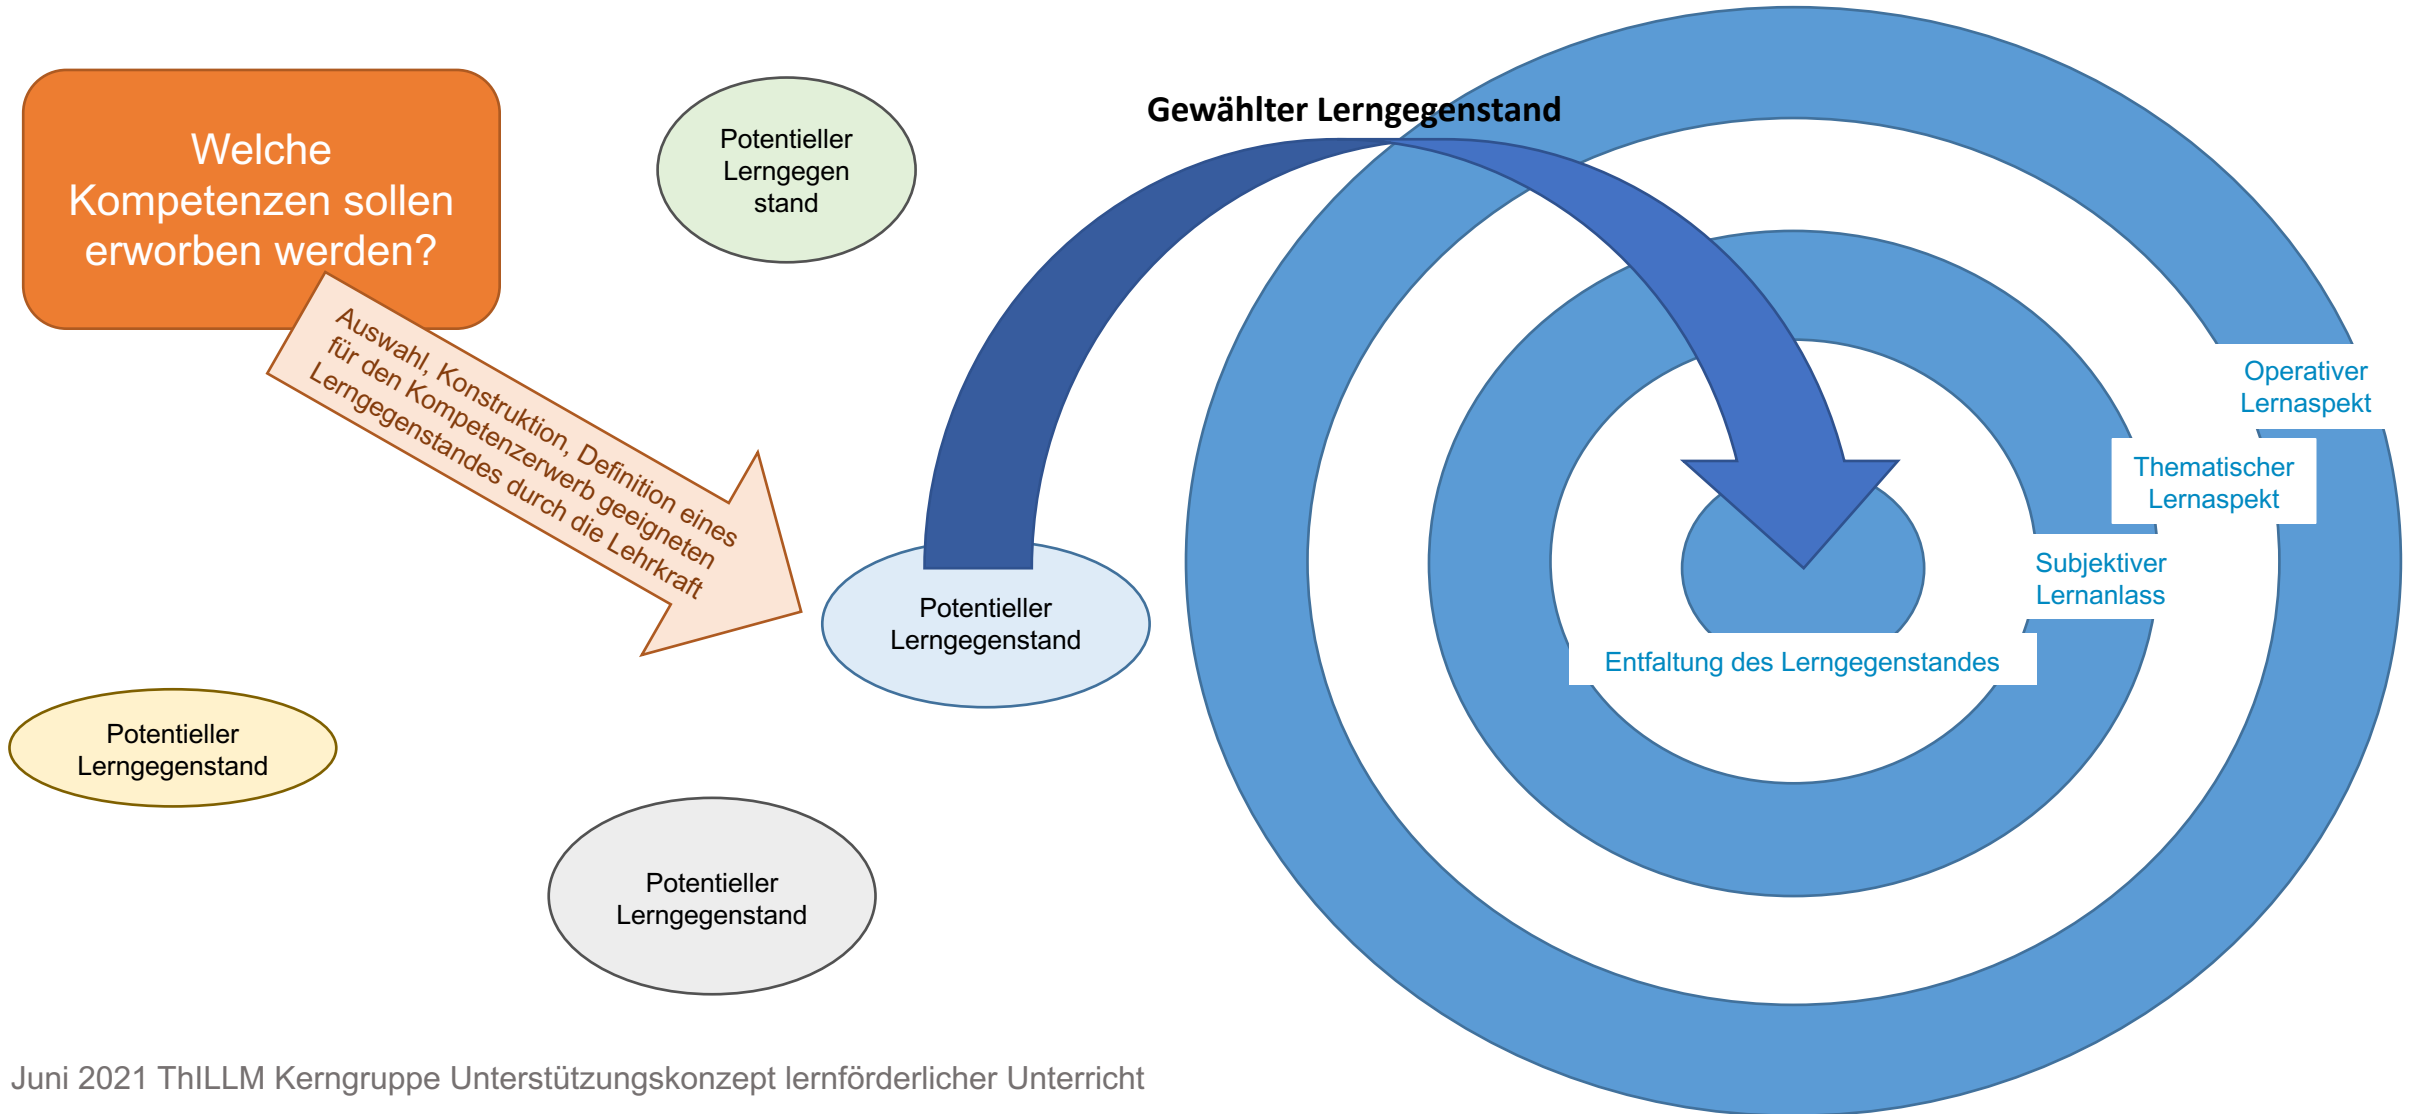 Welche
Kompetenzen sollen
erworben werden?
Auswahl, Konstruktion, Definition eines
für den Kompetenzerwerb geeigneten
Lerngegenstandes durch die Lehrkraft
Potentieller
Lerngegen
stand
Gewählter Lerngegenstand
Potentieller
Lerngegenstand
Potentieller
Lerngegenstand
Potentieller
Lerngegenstand
Operativer
Lernaspekt
Thematischer
Lernaspekt
Subjektiver
Lernanlass
Entfaltung des Lerngegenstandes
Juni 2021 ThILLM Kerngruppe Unterstützungskonzept lernförderlicher Unterricht